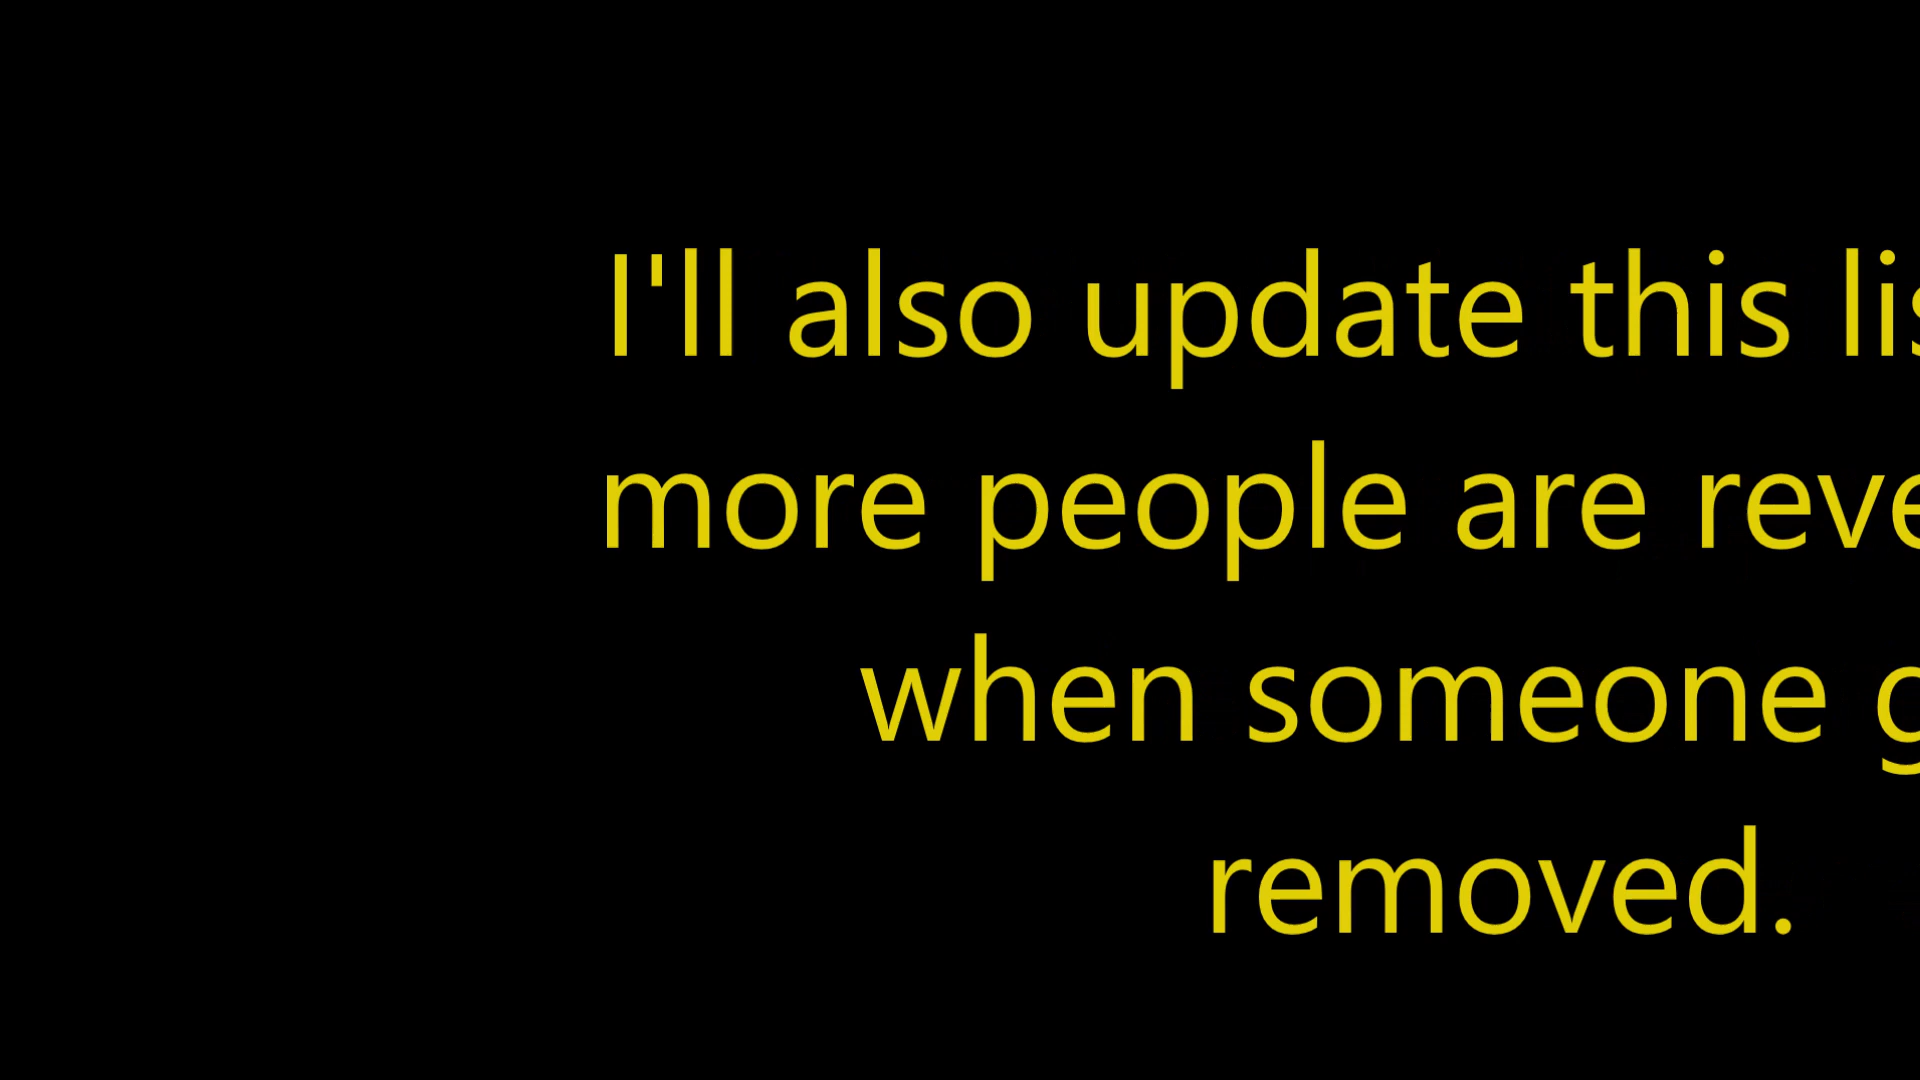 I'll also update this
more people are
when someone
removed.